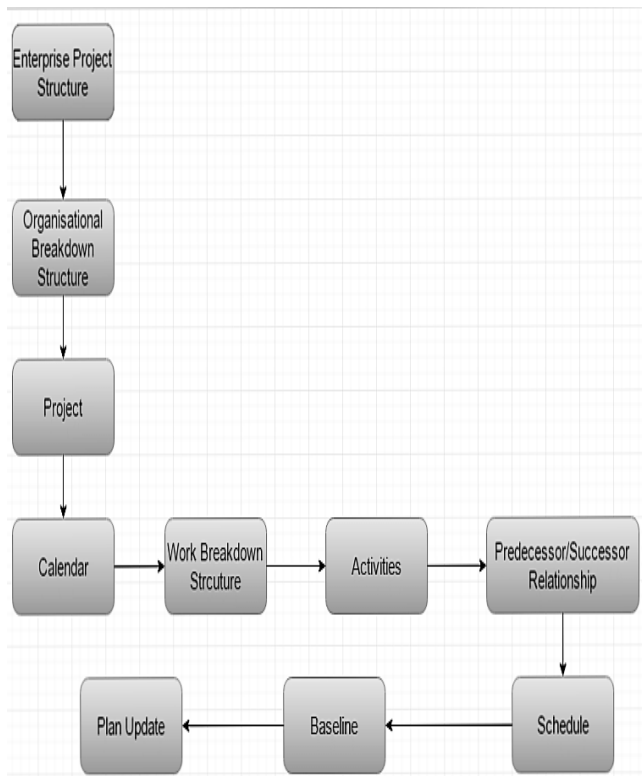 Enterprise Project
Structure
Organisational
Breakdown
Structure
Project
Calendar
Work Breakdown
Strcuture
Activities
Predecessor/Successor
Relationship
Plan Update
Baseline
Schedule